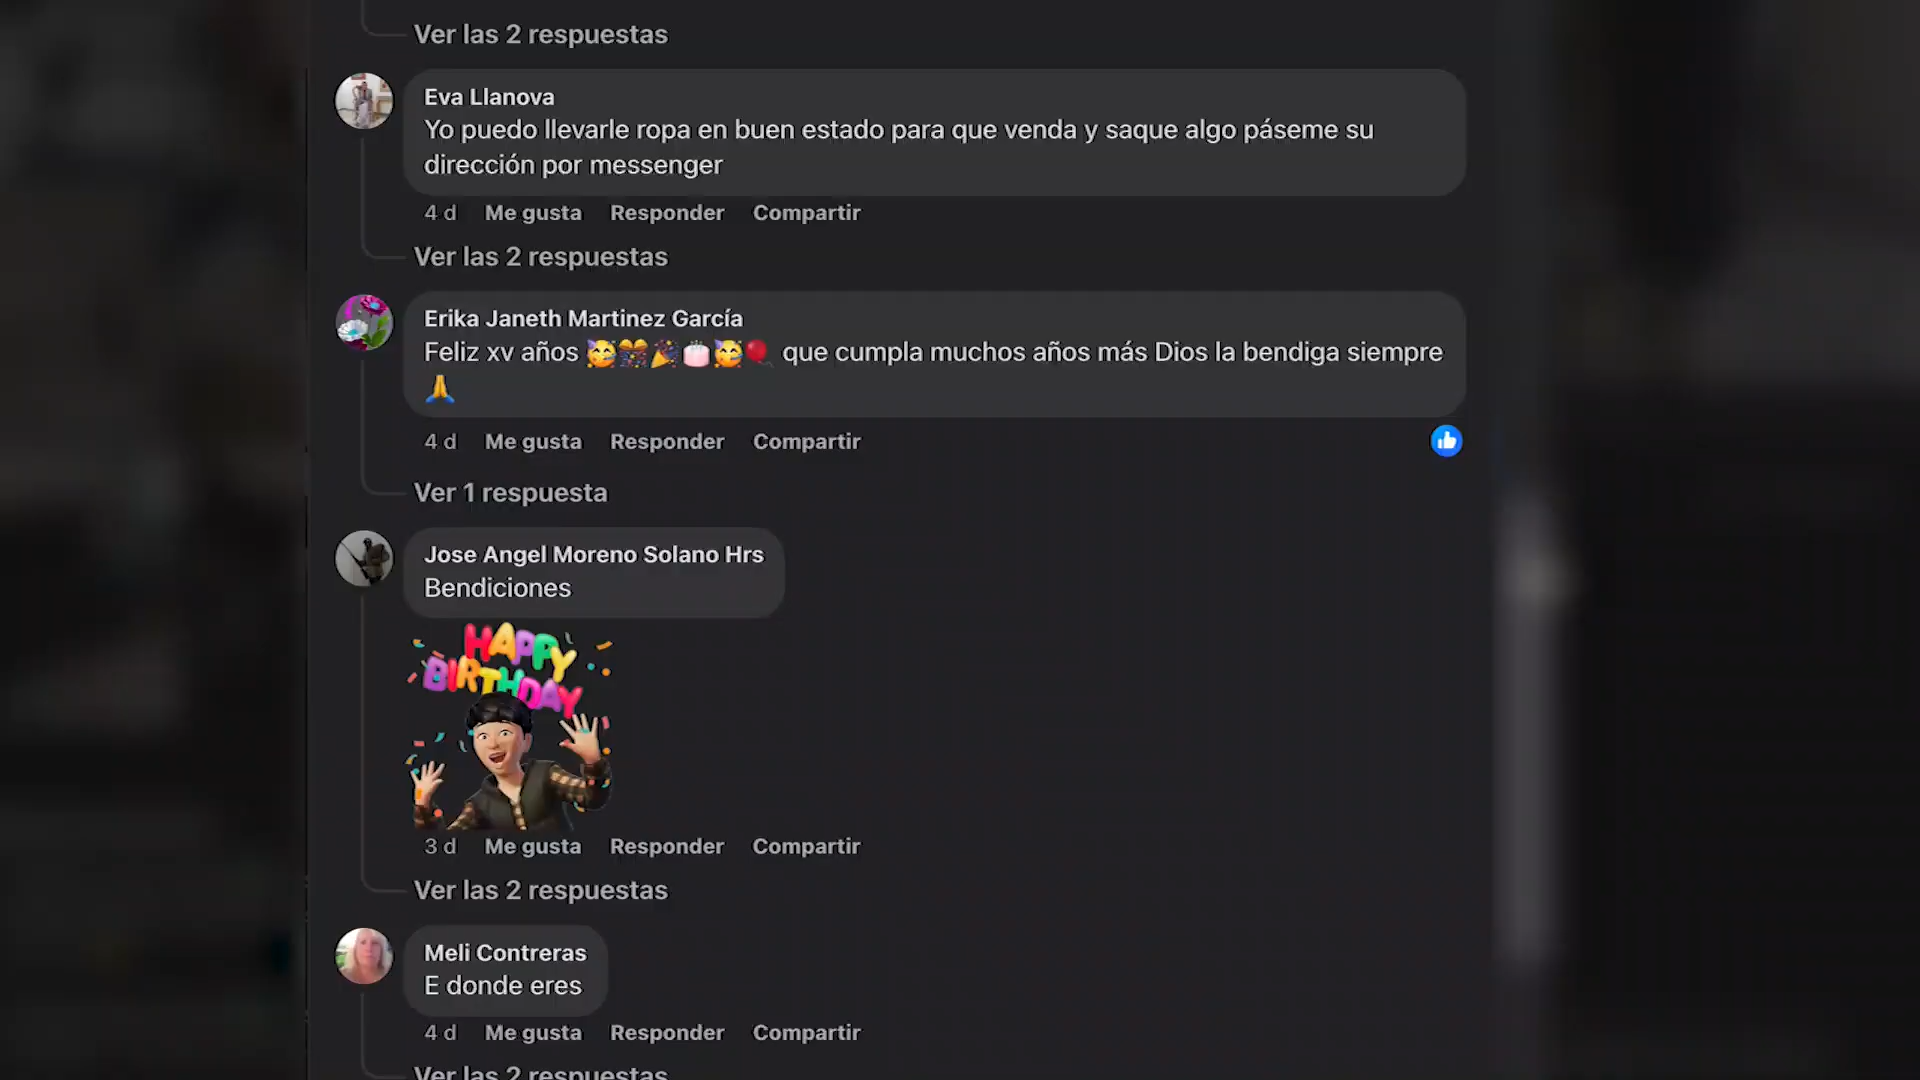 Ver las 2 respuestas
Eva Llanova
Yo puedo llevarle ropa en buen estado para que venda y saque algo páseme su
dirección por messenger
4 d Me gusta Responder Compartir
Ver las 2 respuestas
Erika Janeth Martinez García
Feliz xv años 🥳🎊🎉🎂🥳🎈 que cumpla muchos años más Dios la bendiga siempre
🙏
4 d Me gusta Responder Compartir
Ver 1 respuesta
Jose Angel Moreno Solano Hrs
Bendiciones
HAPPY
BIRTHDAY
3 d Me gusta Responder Compartir
Ver las 2 respuestas
Meli Contreras
E donde eres
4 d Me gusta Responder Compartir
Ver las 2 respuestas